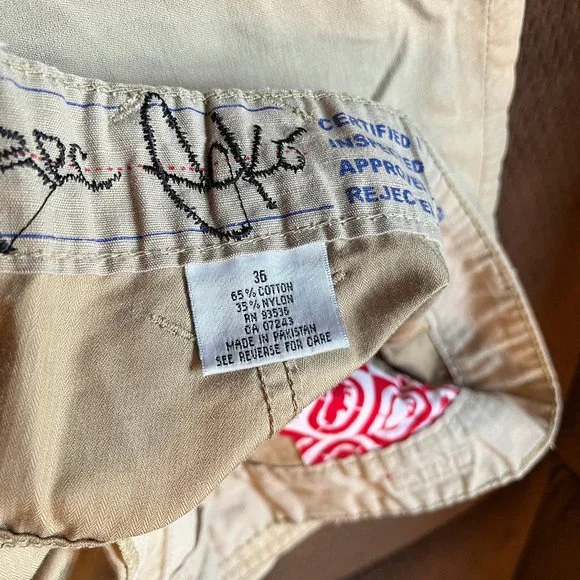 CERTIFIED
INSPECTED
APPROVED
REJECTED
36
65% COTTON
35% NYLON
RN 93536
CA 07243
MADE IN PAKISTAN
SEE REVERSE FOR CARE